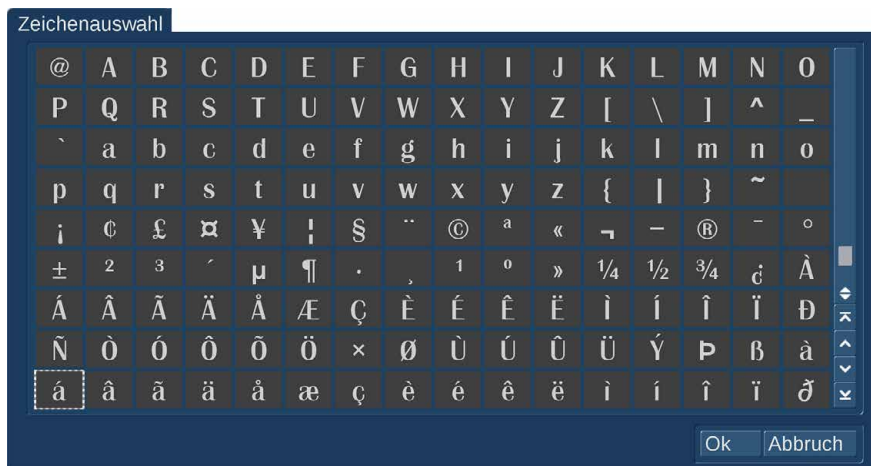 Zeichenauswahl
@ A B C D E F G H I J K L M N O
P Q R S T U V W X Y Z [ \ ] ^ _
` a b c d e f g h i j k l m n o
p q r s t u v w x y z { | } ~
¡ ¢ £ ¤ ¥ ¦ § ¨ © ª « ¬ – ® ¯ °
± ² ³ ´ µ ¶ · ¸ ¹ º » ¼ ½ ¾ ¿ À
Á Â Ã Ä Å Æ Ç È É Ê Ë Ì Í Î Ï Ð
Ñ Ò Ó Ô Õ Ö × Ø Ù Ú Û Ü Ý Þ ß à
á â ã ä å æ ç è é ê ë ì í î ï ð
Ok Abbruch